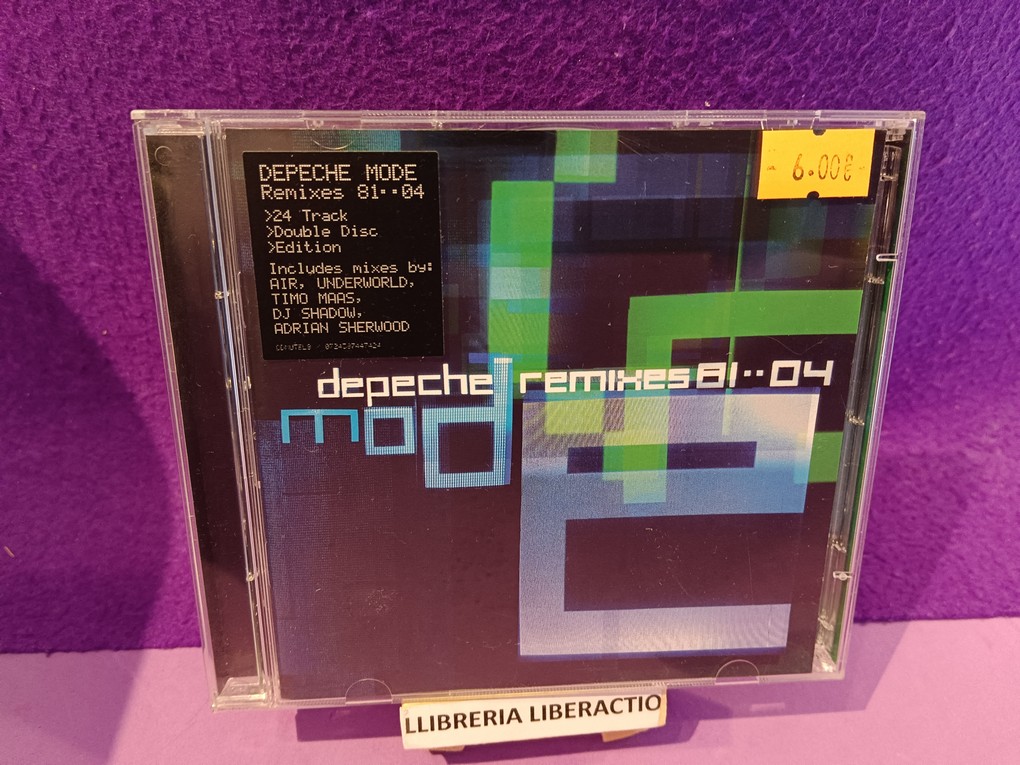 DEPECHE MODE
Remixes 81··04
>24 Track
>Double Disc
>Edition
Includes mixes by:
AIR, UNDERWORLD,
TIMO MAAS,
DJ SHADOW,
ADRIAN SHERWOOD
6.00€
depeche remixes 81··04
mode
LLIBRERIA LIBERACTIO